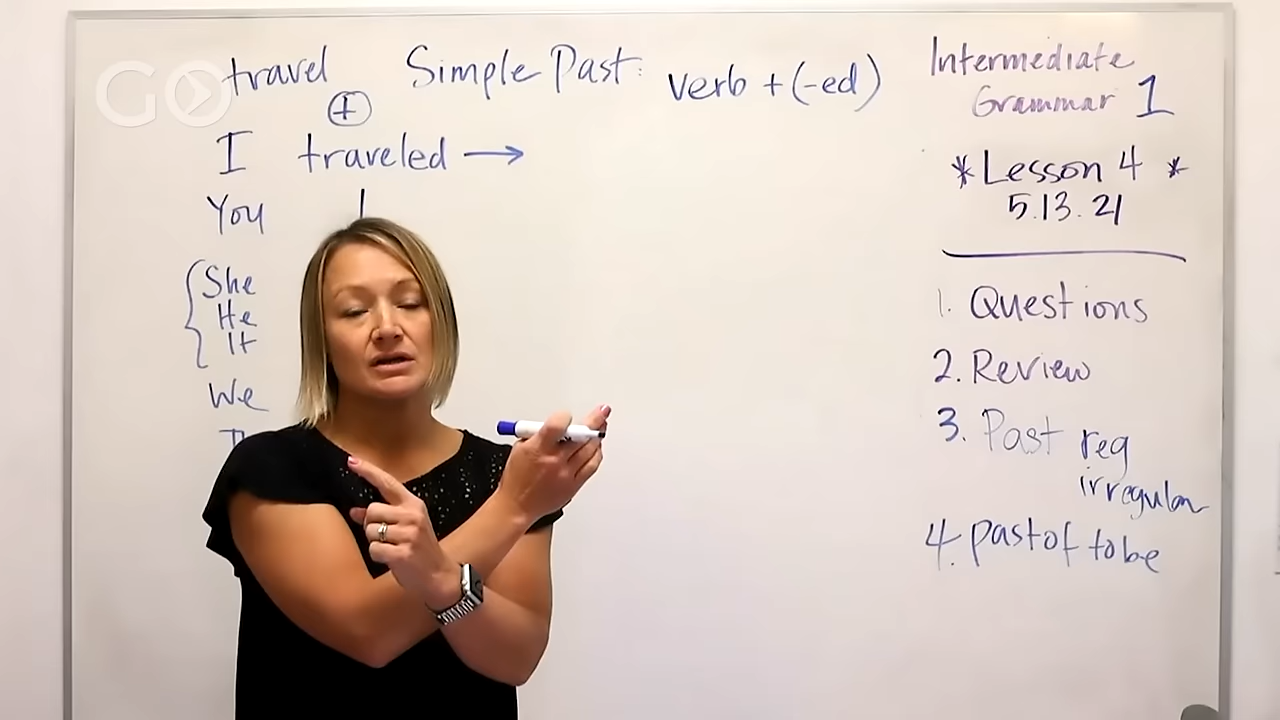 GO
travel Simple Past: verb + (-ed)
+
I traveled →
You
She
He
It
We
Intermediate
Grammar 1
*Lesson 4 *
5.13.21
1. Questions
2. Review
3. Past reg
irregular
4. past of to be